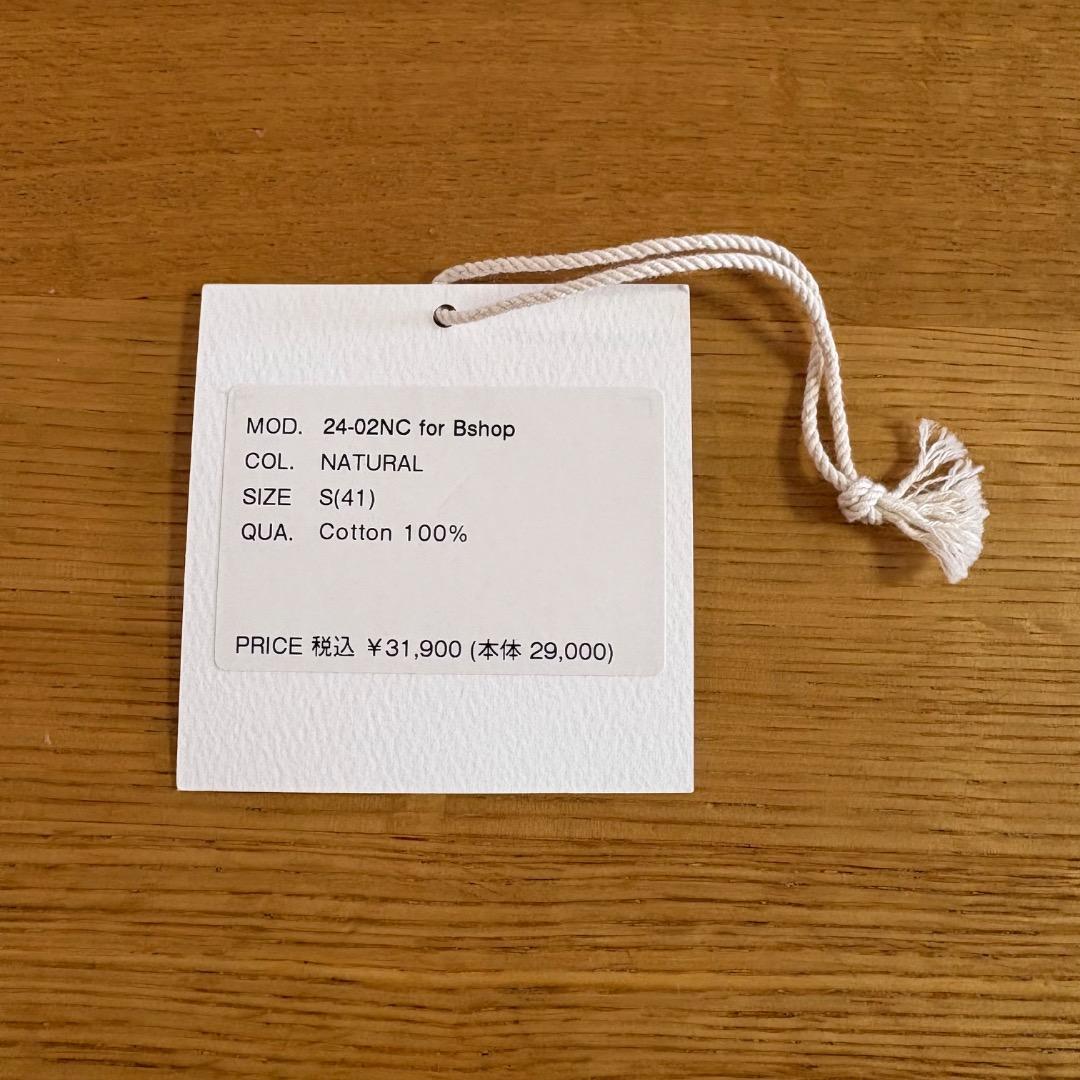 MOD. 24-02NC for Bshop
COL. NATURAL
SIZE S(41)
QUA. Cotton 100%
PRICE 税込 ￥31,900 (本体 29,000)